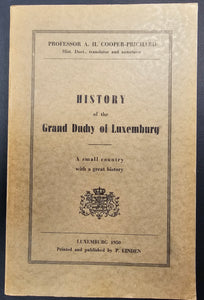 PROFESSOR A. H. COOPER-PRICHARD
Hist. Duct., translator and annotator
HISTORY
of the
Grand Duchy of Luxemburg
A small country
with a great history
LUXEMBURG 1950
Printed and published by P. LINDEN